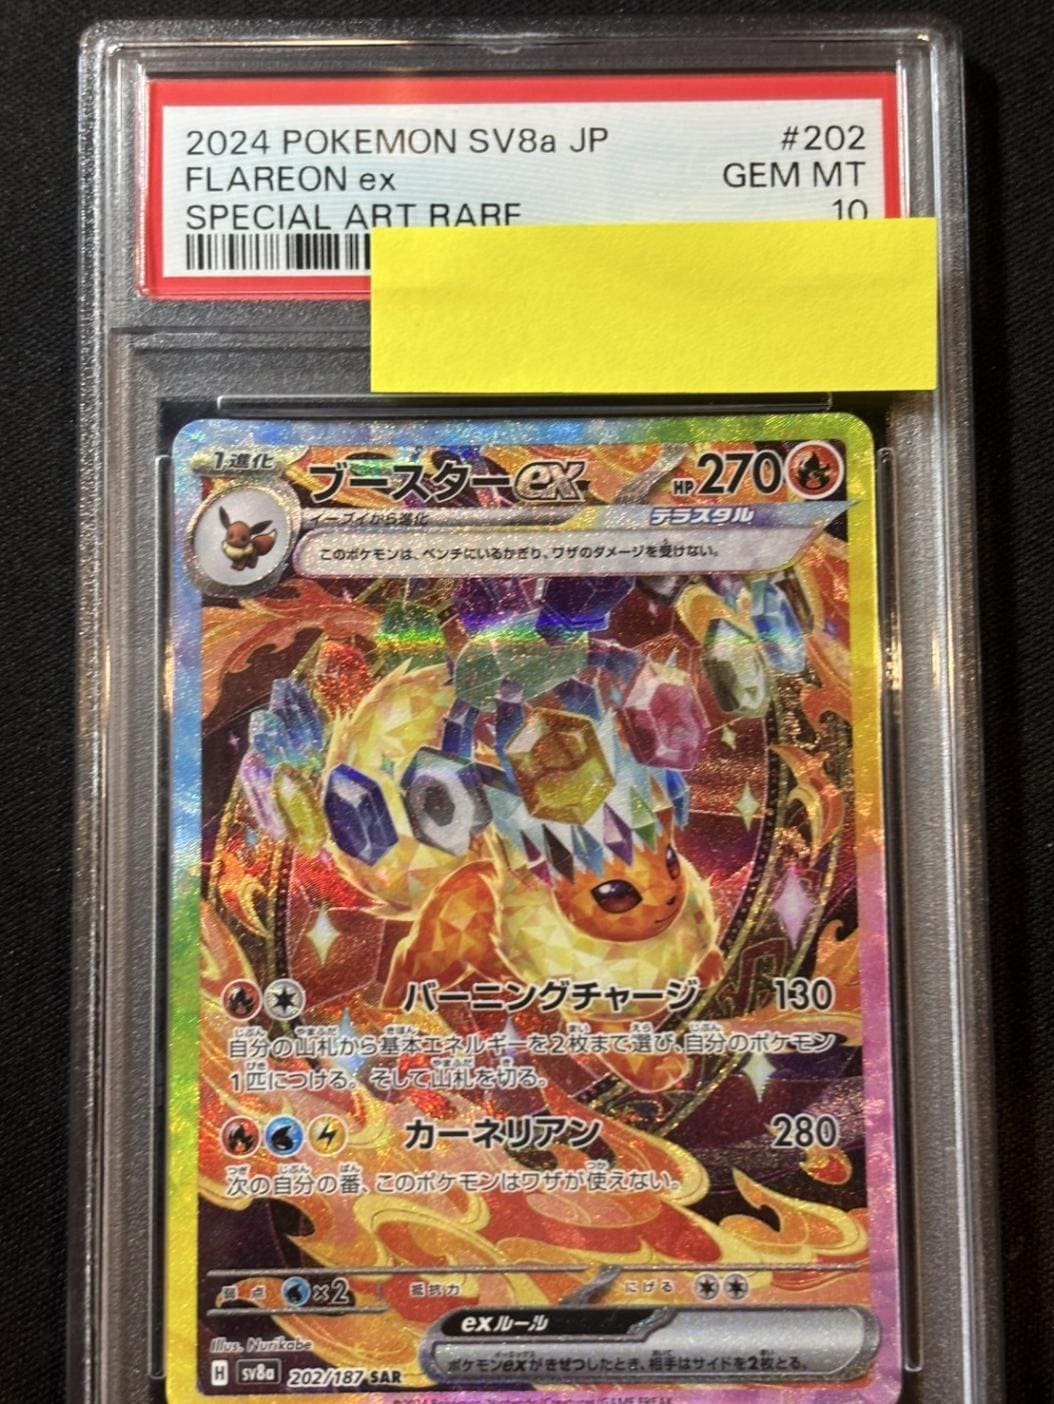 2024 POKEMON SV8a JP #202
FLAREON ex GEM MT
SPECIAL ART RARE 10
1進化 ブースターex HP270
イーブイから進化 テラスタル
このポケモンは、ベンチにいるかぎり、ワザのダメージを受けない。
バーニングチャージ 130
自分の山札から基本エネルギーを2枚まで選び、自分のポケモン
1匹につける。そして山札を切る。
カーネリアン 280
次の自分の番、このポケモンはワザが使えない。
弱点 ×2 抵抗力 にげる
exルール
ポケモンexがきぜつしたとき、相手はサイドを2枚とる。
Illus. Nurikabe
H sv8a 202/187 SAR
©2024 Pokémon/Nintendo/Creatures/GAME FREAK